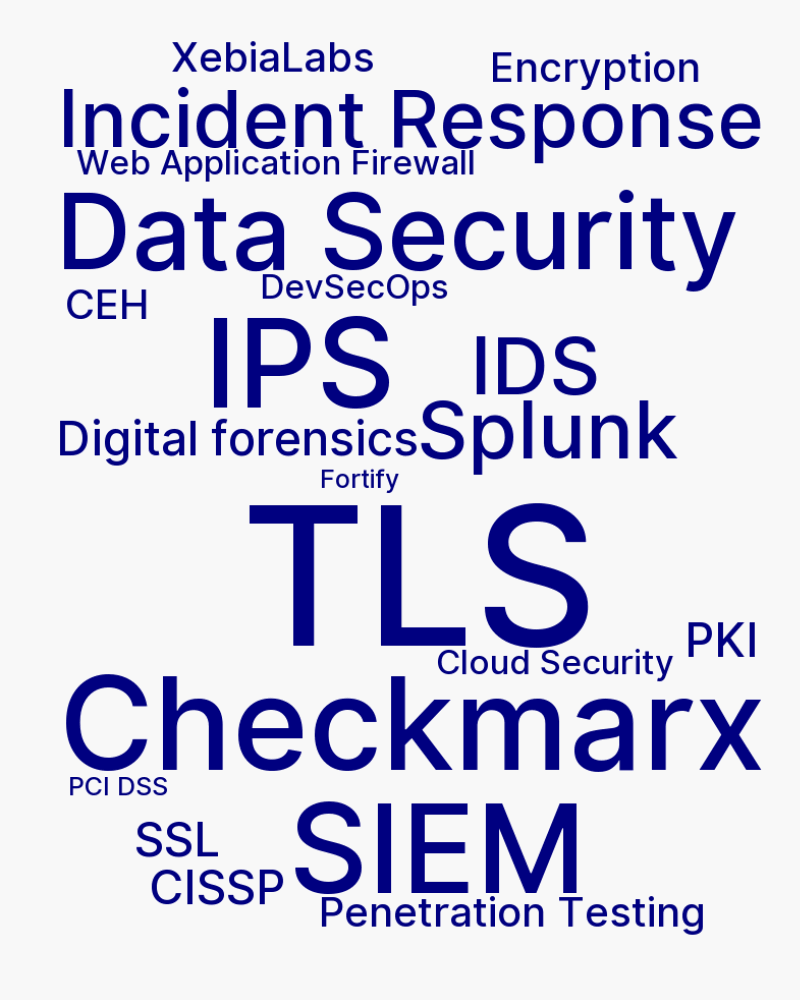 XebiaLabs
Encryption
Incident Response
Web Application Firewall
Data Security
DevSecOps
CEH
IPS
IDS
Digital forensics
Splunk
Fortify
TLS
PKI
Cloud Security
Checkmarx
PCI DSS
SSL
SIEM
CISSP
Penetration Testing